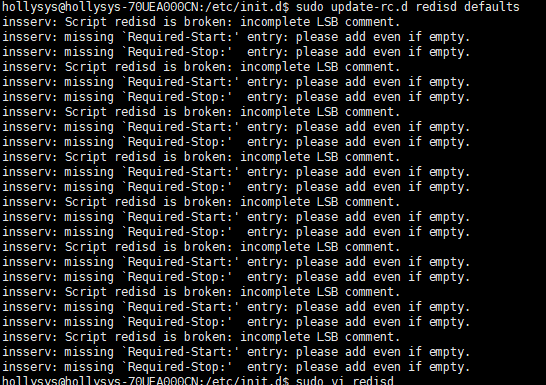 hollysys@hollysys-70UEA000CN:/etc/init.d$ sudo update-rc.d redisd defaults
insserv: Script redisd is broken: incomplete LSB comment.
insserv: missing `Required-Start:' entry: please add even if empty.
insserv: missing `Required-Stop:'  entry: please add even if empty.
insserv: Script redisd is broken: incomplete LSB comment.
insserv: missing `Required-Start:' entry: please add even if empty.
insserv: missing `Required-Stop:'  entry: please add even if empty.
insserv: Script redisd is broken: incomplete LSB comment.
insserv: missing `Required-Start:' entry: please add even if empty.
insserv: missing `Required-Stop:'  entry: please add even if empty.
insserv: Script redisd is broken: incomplete LSB comment.
insserv: missing `Required-Start:' entry: please add even if empty.
insserv: missing `Required-Stop:'  entry: please add even if empty.
insserv: Script redisd is broken: incomplete LSB comment.
insserv: missing `Required-Start:' entry: please add even if empty.
insserv: missing `Required-Stop:'  entry: please add even if empty.
insserv: Script redisd is broken: incomplete LSB comment.
insserv: missing `Required-Start:' entry: please add even if empty.
insserv: missing `Required-Stop:'  entry: please add even if empty.
insserv: Script redisd is broken: incomplete LSB comment.
insserv: missing `Required-Start:' entry: please add even if empty.
insserv: missing `Required-Stop:'  entry: please add even if empty.
insserv: Script redisd is broken: incomplete LSB comment.
insserv: missing `Required-Start:' entry: please add even if empty.
insserv: missing `Required-Stop:'  entry: please add even if empty.
hollysys@hollysys-70UEA000CN:/etc/init.d$ sudo vi redisd